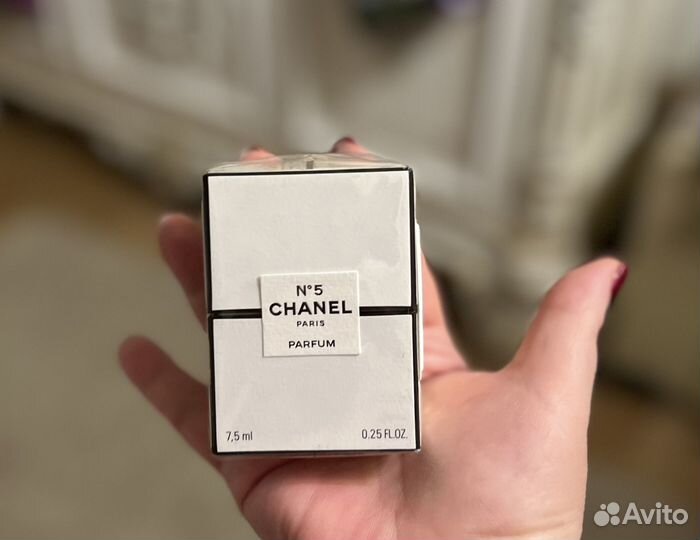 N°5
CHANEL
PARIS
PARFUM
7,5 ml 0.25 FL.OZ.
Avito